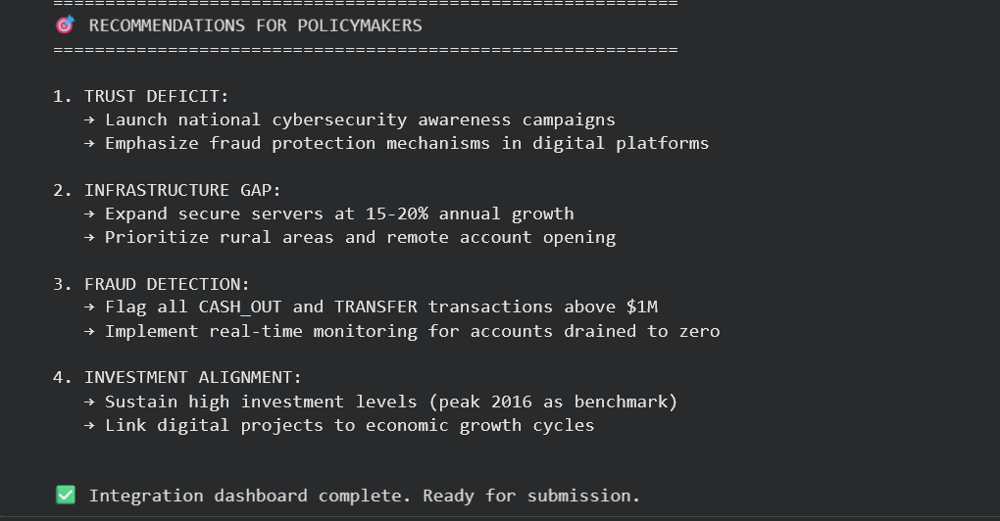 ============================================================
🎯 RECOMMENDATIONS FOR POLICYMAKERS
============================================================
1. TRUST DEFICIT:
→ Launch national cybersecurity awareness campaigns
→ Emphasize fraud protection mechanisms in digital platforms
2. INFRASTRUCTURE GAP:
→ Expand secure servers at 15-20% annual growth
→ Prioritize rural areas and remote account opening
3. FRAUD DETECTION:
→ Flag all CASH_OUT and TRANSFER transactions above $1M
→ Implement real-time monitoring for accounts drained to zero
4. INVESTMENT ALIGNMENT:
→ Sustain high investment levels (peak 2016 as benchmark)
→ Link digital projects to economic growth cycles
✅ Integration dashboard complete. Ready for submission.